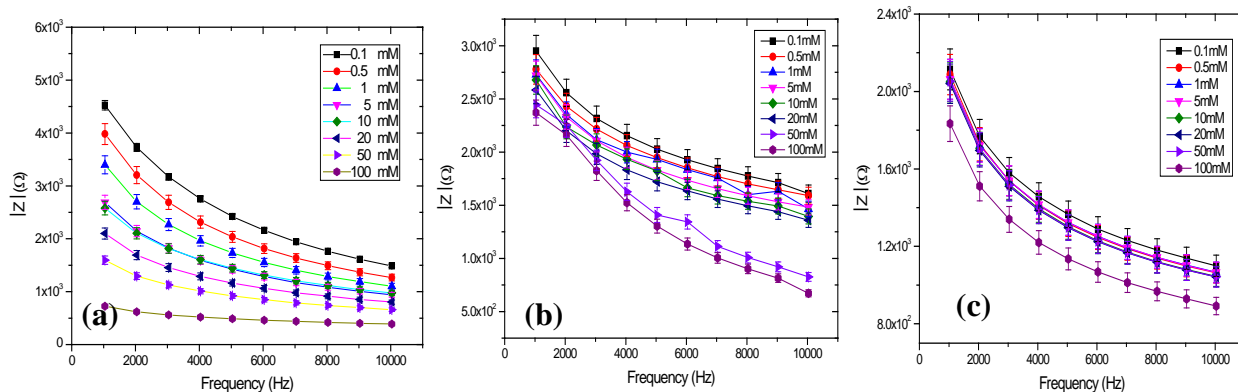 6x10³
5x10³
4x10³
3x10³
2x10³
1x10³
0
|Z|(Ω)
0 2000 4000 6000 8000 10000
Frequency (Hz)
0.1 mM
0.5 mM
1 mM
5 mM
10 mM
20 mM
50 mM
100 mM
(a)
3.0x10³
2.5x10³
2.0x10³
1.5x10³
1.0x10³
5.0x10²
|Z|(Ω)
0 2000 4000 6000 8000 10000
Frequency (Hz)
0.1mM
0.5mM
1mM
5mM
10mM
20mM
50mM
100mM
(b)
2.4x10³
2.0x10³
1.6x10³
1.2x10³
8.0x10²
|Z|(Ω)
0 2000 4000 6000 8000 10000
Frequency (Hz)
0.1mM
0.5mM
1mM
5mM
10mM
20mM
50mM
100mM
(c)